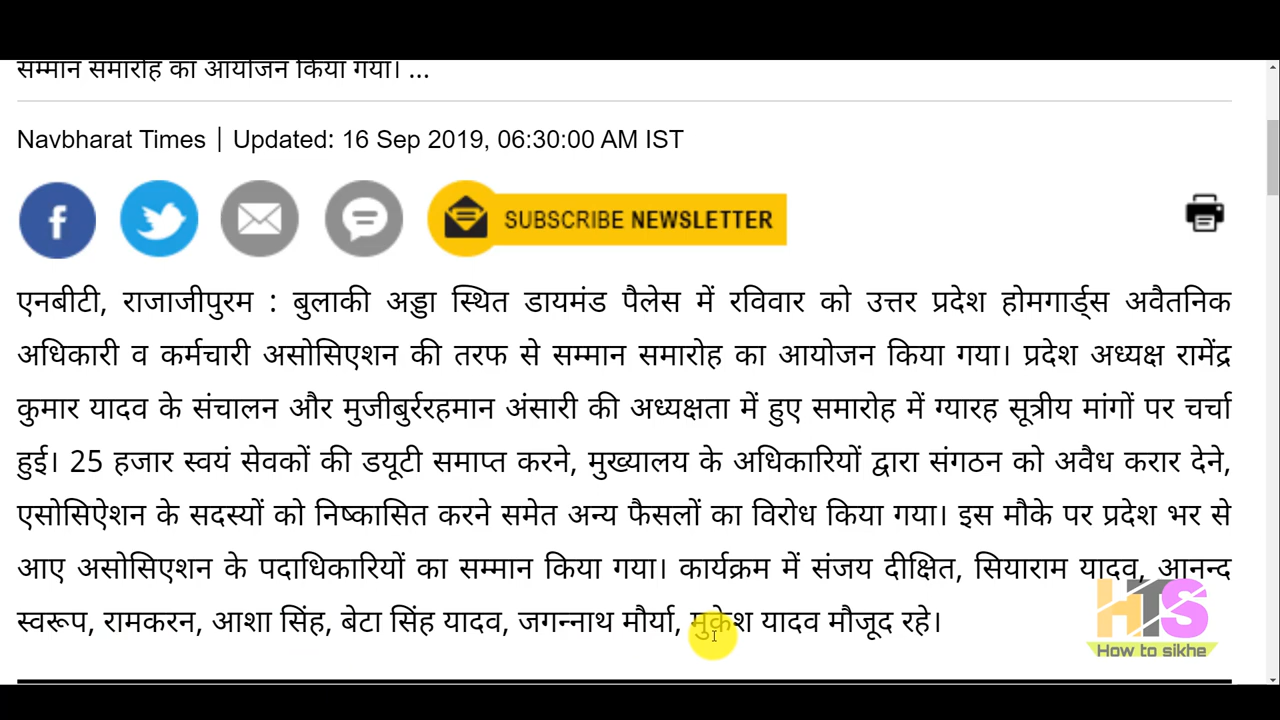 सम्मान समारोह का आयोजन किया गया। ...
Navbharat Times | Updated: 16 Sep 2019, 06:30:00 AM IST
SUBSCRIBE NEWSLETTER
एनबीटी, राजाजीपुरम : बुलाकी अड्डा स्थित डायमंड पैलेस में रविवार को उत्तर प्रदेश होमगार्ड्स अवैतनिक
अधिकारी व कर्मचारी असोसिएशन की तरफ से सम्मान समारोह का आयोजन किया गया। प्रदेश अध्यक्ष रामेंद्र
कुमार यादव के संचालन और मुजीबुर्ररहमान अंसारी की अध्यक्षता में हुए समारोह में ग्यारह सूत्रीय मांगों पर चर्चा
हुई। 25 हजार स्वयं सेवकों की डयूटी समाप्त करने, मुख्यालय के अधिकारियों द्वारा संगठन को अवैध करार देने,
एसोसिऐशन के सदस्यों को निष्कासित करने समेत अन्य फैसलों का विरोध किया गया। इस मौके पर प्रदेश भर से
आए असोसिएशन के पदाधिकारियों का सम्मान किया गया। कार्यक्रम में संजय दीक्षित, सियाराम यादव, आनन्द
स्वरूप, रामकरन, आशा सिंह, बेटा सिंह यादव, जगन्नाथ मौर्या, मुकेश यादव मौजूद रहे।
HTS
How to sikhe